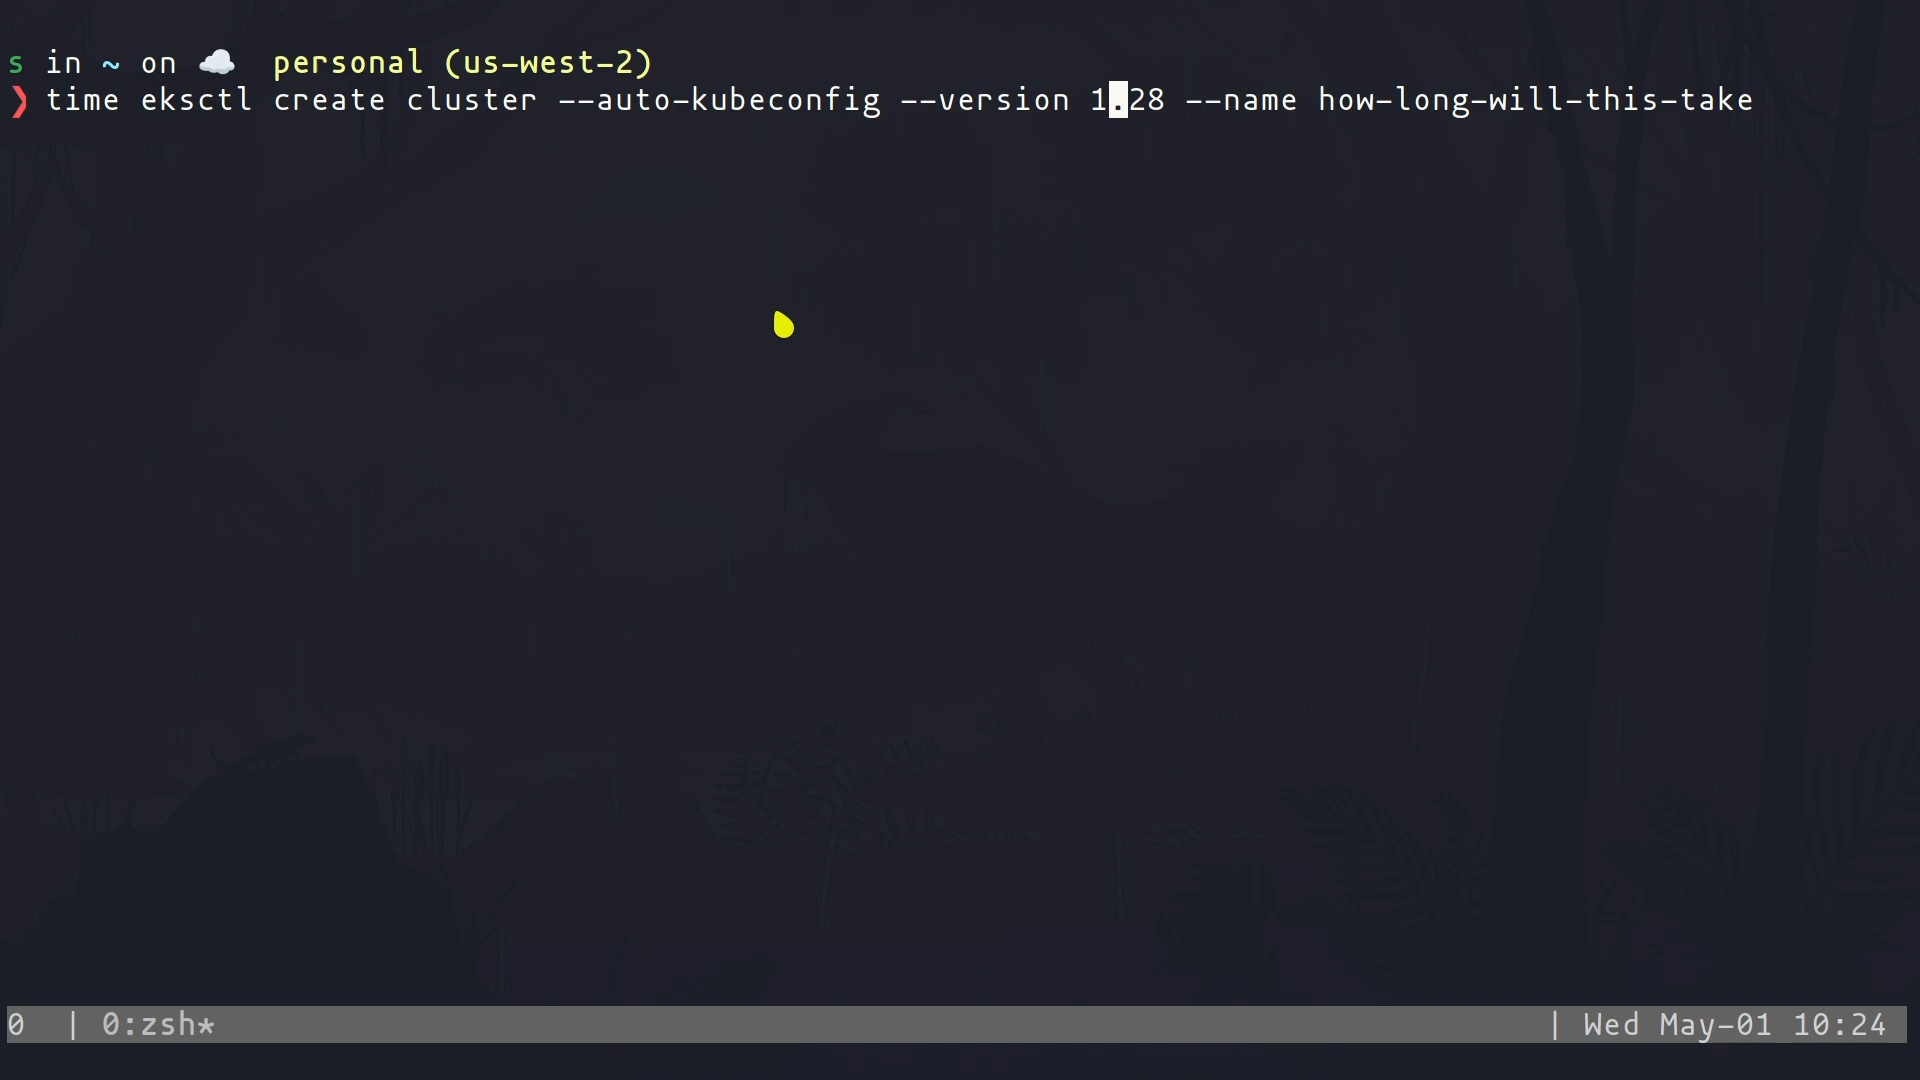 s in ~ on ☁️ personal (us-west-2)
❯ time eksctl create cluster --auto-kubeconfig --version 1.28 --name how-long-will-this-take
0 | 0:zsh* | Wed May-01 10:24